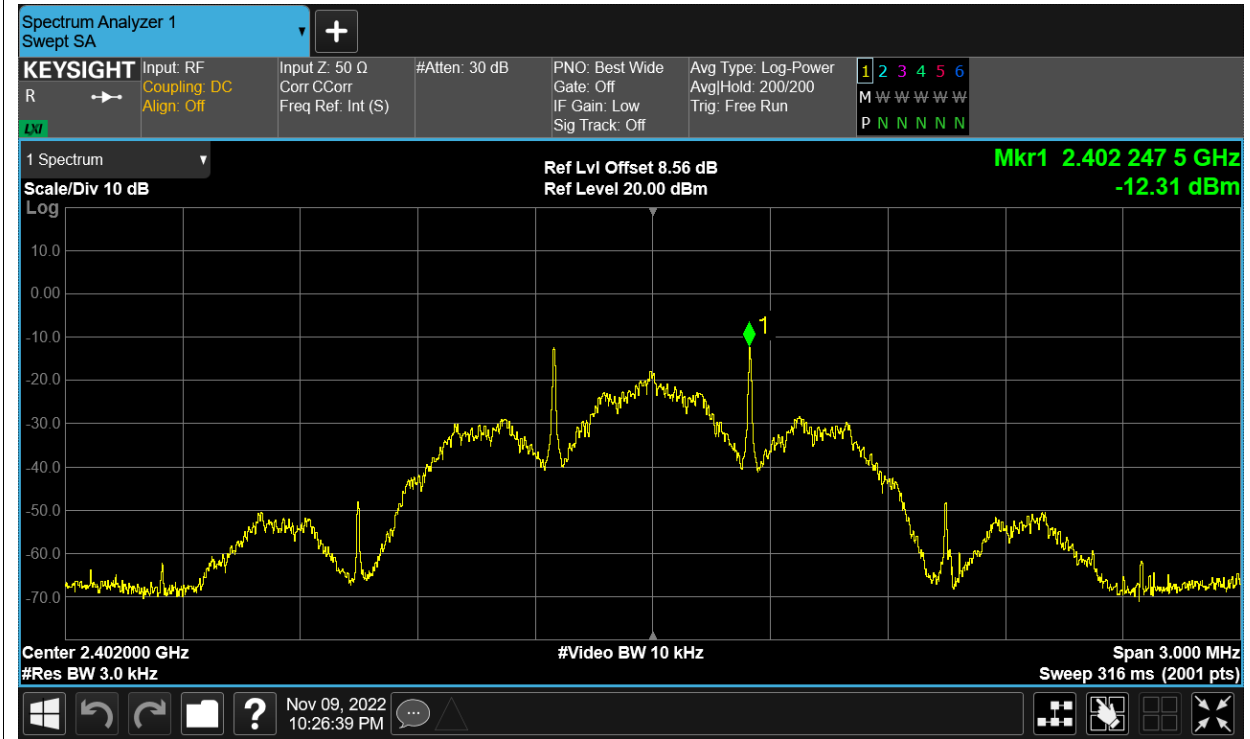 Spectrum Analyzer 1
Swept SA
+
KEYSIGHT
R
LXI
Input: RF
Coupling: DC
Align: Off
Input Z: 50 Ω
Corr CCorr
Freq Ref: Int (S)
#Atten: 30 dB
PNO: Best Wide
Gate: Off
IF Gain: Low
Sig Track: Off
Avg Type: Log-Power
Avg|Hold: 200/200
Trig: Free Run
1 2 3 4 5 6
M W W W W W W
P N N N N N N
1 Spectrum
Scale/Div 10 dB
Log
Ref Lvl Offset 8.56 dB
Ref Level 20.00 dBm
Mkr1 2.402 247 5 GHz
-12.31 dBm
10.0
0.00
-10.0
-20.0
-30.0
-40.0
-50.0
-60.0
-70.0
1
Center 2.402000 GHz
#Res BW 3.0 kHz
#Video BW 10 kHz
Span 3.000 MHz
Sweep 316 ms (2001 pts)
?
Nov 09, 2022
10:26:39 PM